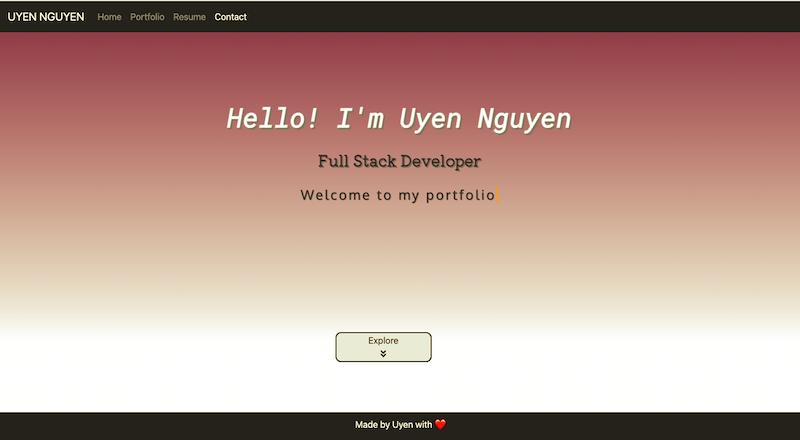 UYEN NGUYEN Home Portfolio Resume Contact
Hello! I'm Uyen Nguyen
Full Stack Developer
Welcome to my portfolio
Explore
Made by Uyen with ❤️